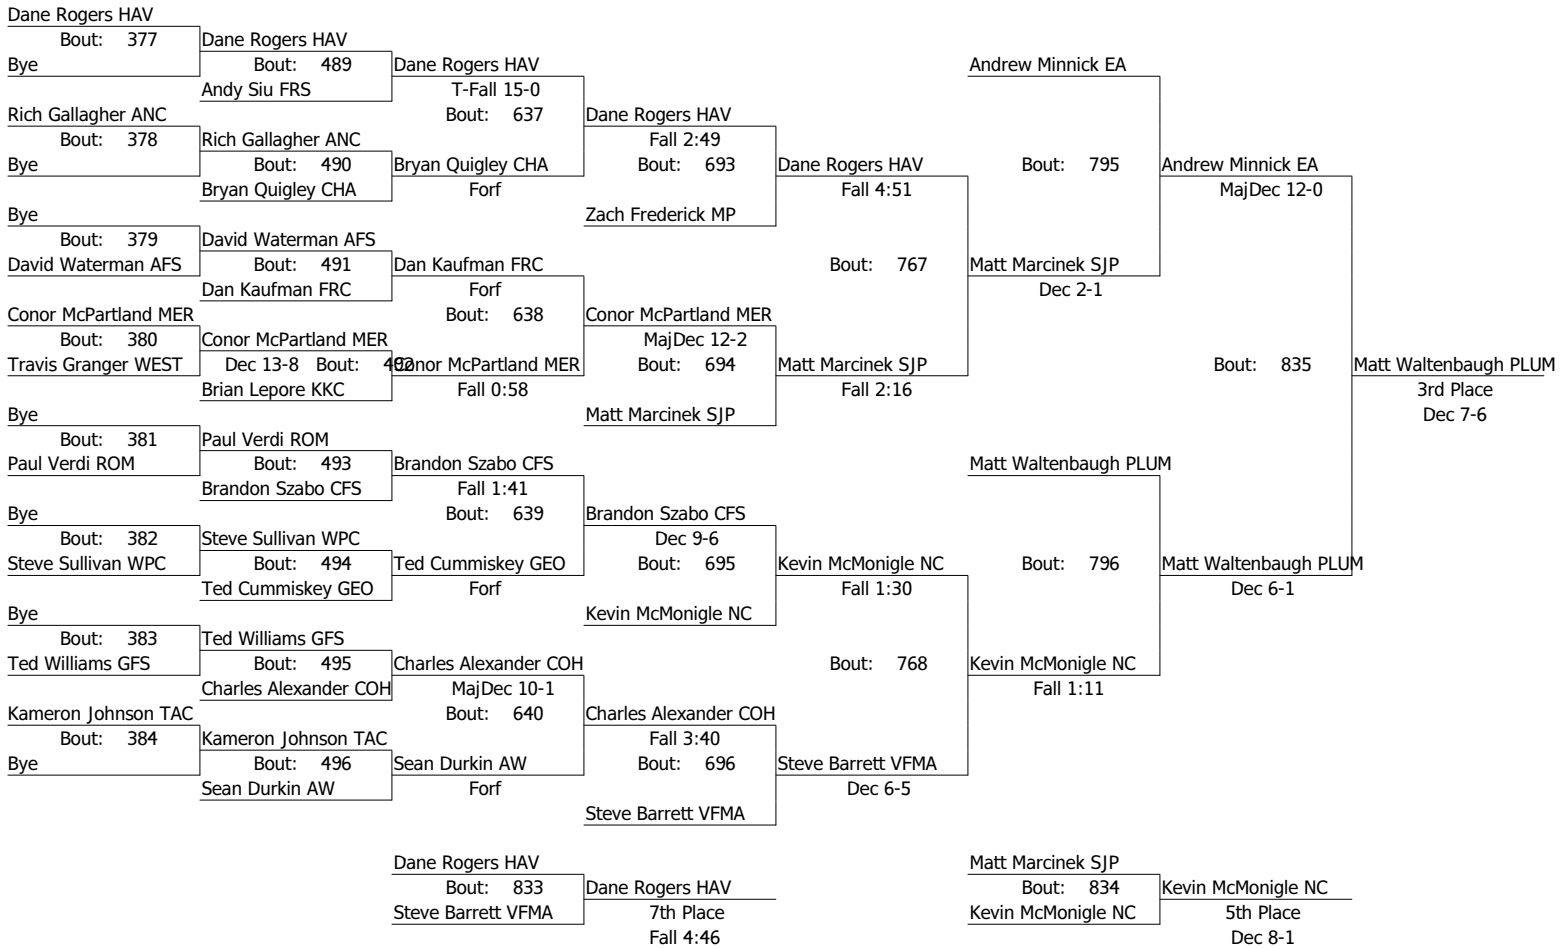 Dane Rogers HAV
Bout: 377
Bye
Dane Rogers HAV
Bout: 489
Andy Siu FRS
Dane Rogers HAV
T-Fall 15-0
Bout: 637
Rich Gallagher ANC
Bout: 378
Bye
Rich Gallagher ANC
Bout: 490
Bryan Quigley CHA
Bryan Quigley CHA
Forf
Dane Rogers HAV
Fall 2:49
Bout: 693
Zach Frederick MP
Dane Rogers HAV
Fall 4:51
Bye
Bout: 379
David Waterman AFS
David Waterman AFS
Bout: 491
Dan Kaufman FRC
Dan Kaufman FRC
Forf
Bout: 638
Conor McPartland MER
Bout: 380
Travis Granger WEST
Conor McPartland MER
Dec 13-8 Bout: 492
Brian Lepore KKC
Conor McPartland MER
Fall 0:58
Conor McPartland MER
MajDec 12-2
Bout: 694
Matt Marcinek SJP
Matt Marcinek SJP
Fall 2:16
Bout: 767
Andrew Minnick EA
Bout: 795
Matt Marcinek SJP
Dec 2-1
Andrew Minnick EA
MajDec 12-0
Bye
Bout: 381
Paul Verdi ROM
Paul Verdi ROM
Bout: 493
Brandon Szabo CFS
Brandon Szabo CFS
Fall 1:41
Bout: 639
Bye
Bout: 382
Steve Sullivan WPC
Steve Sullivan WPC
Bout: 494
Ted Cummiskey GEO
Ted Cummiskey GEO
Forf
Brandon Szabo CFS
Dec 9-6
Bout: 695
Kevin McMonigle NC
Kevin McMonigle NC
Fall 1:30
Bye
Bout: 383
Ted Williams GFS
Ted Williams GFS
Bout: 495
Charles Alexander COH
Charles Alexander COH
MajDec 10-1
Bout: 640
Kameron Johnson TAC
Bout: 384
Bye
Kameron Johnson TAC
Bout: 496
Sean Durkin AW
Sean Durkin AW
Forf
Charles Alexander COH
Fall 3:40
Bout: 696
Steve Barrett VFMA
Steve Barrett VFMA
Dec 6-5
Bout: 768
Matt Waltenbaugh PLUM
Bout: 796
Kevin McMonigle NC
Fall 1:11
Matt Waltenbaugh PLUM
Dec 6-1
Bout: 835
Matt Waltenbaugh PLUM
3rd Place
Dec 7-6
Dane Rogers HAV
Bout: 833
Steve Barrett VFMA
Dane Rogers HAV
7th Place
Fall 4:46
Matt Marcinek SJP
Bout: 834
Kevin McMonigle NC
Kevin McMonigle NC
5th Place
Dec 8-1